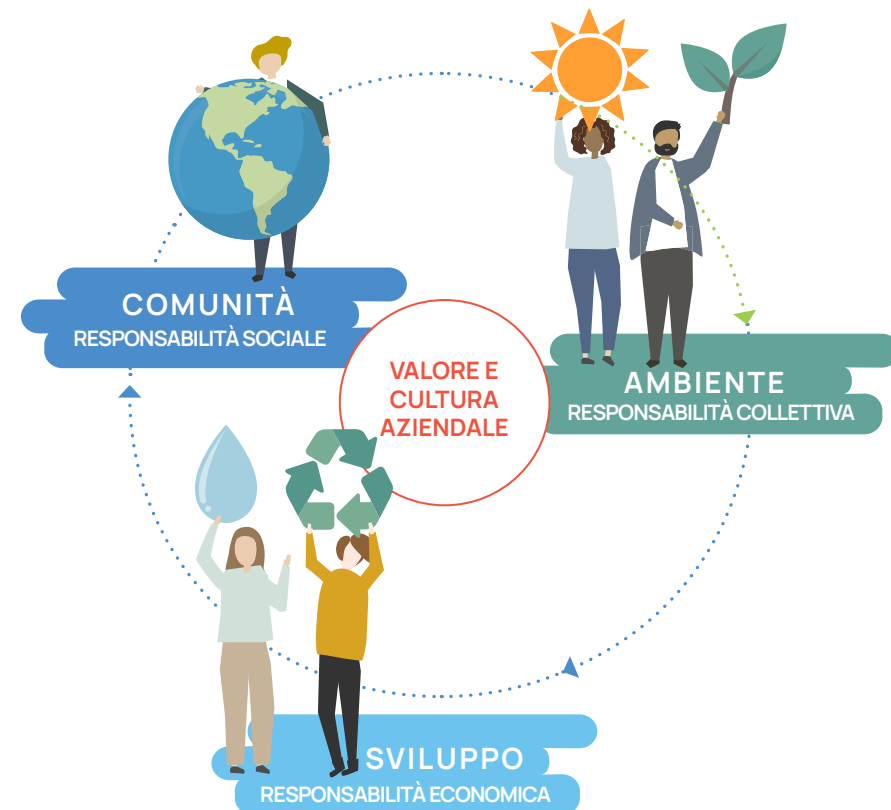 COMUNITÀ
RESPONSABILITÀ SOCIALE
VALORE E
CULTURA
AZIENDALE
AMBIENTE
RESPONSABILITÀ COLLETTIVA
SVILUPPO
RESPONSABILITÀ ECONOMICA